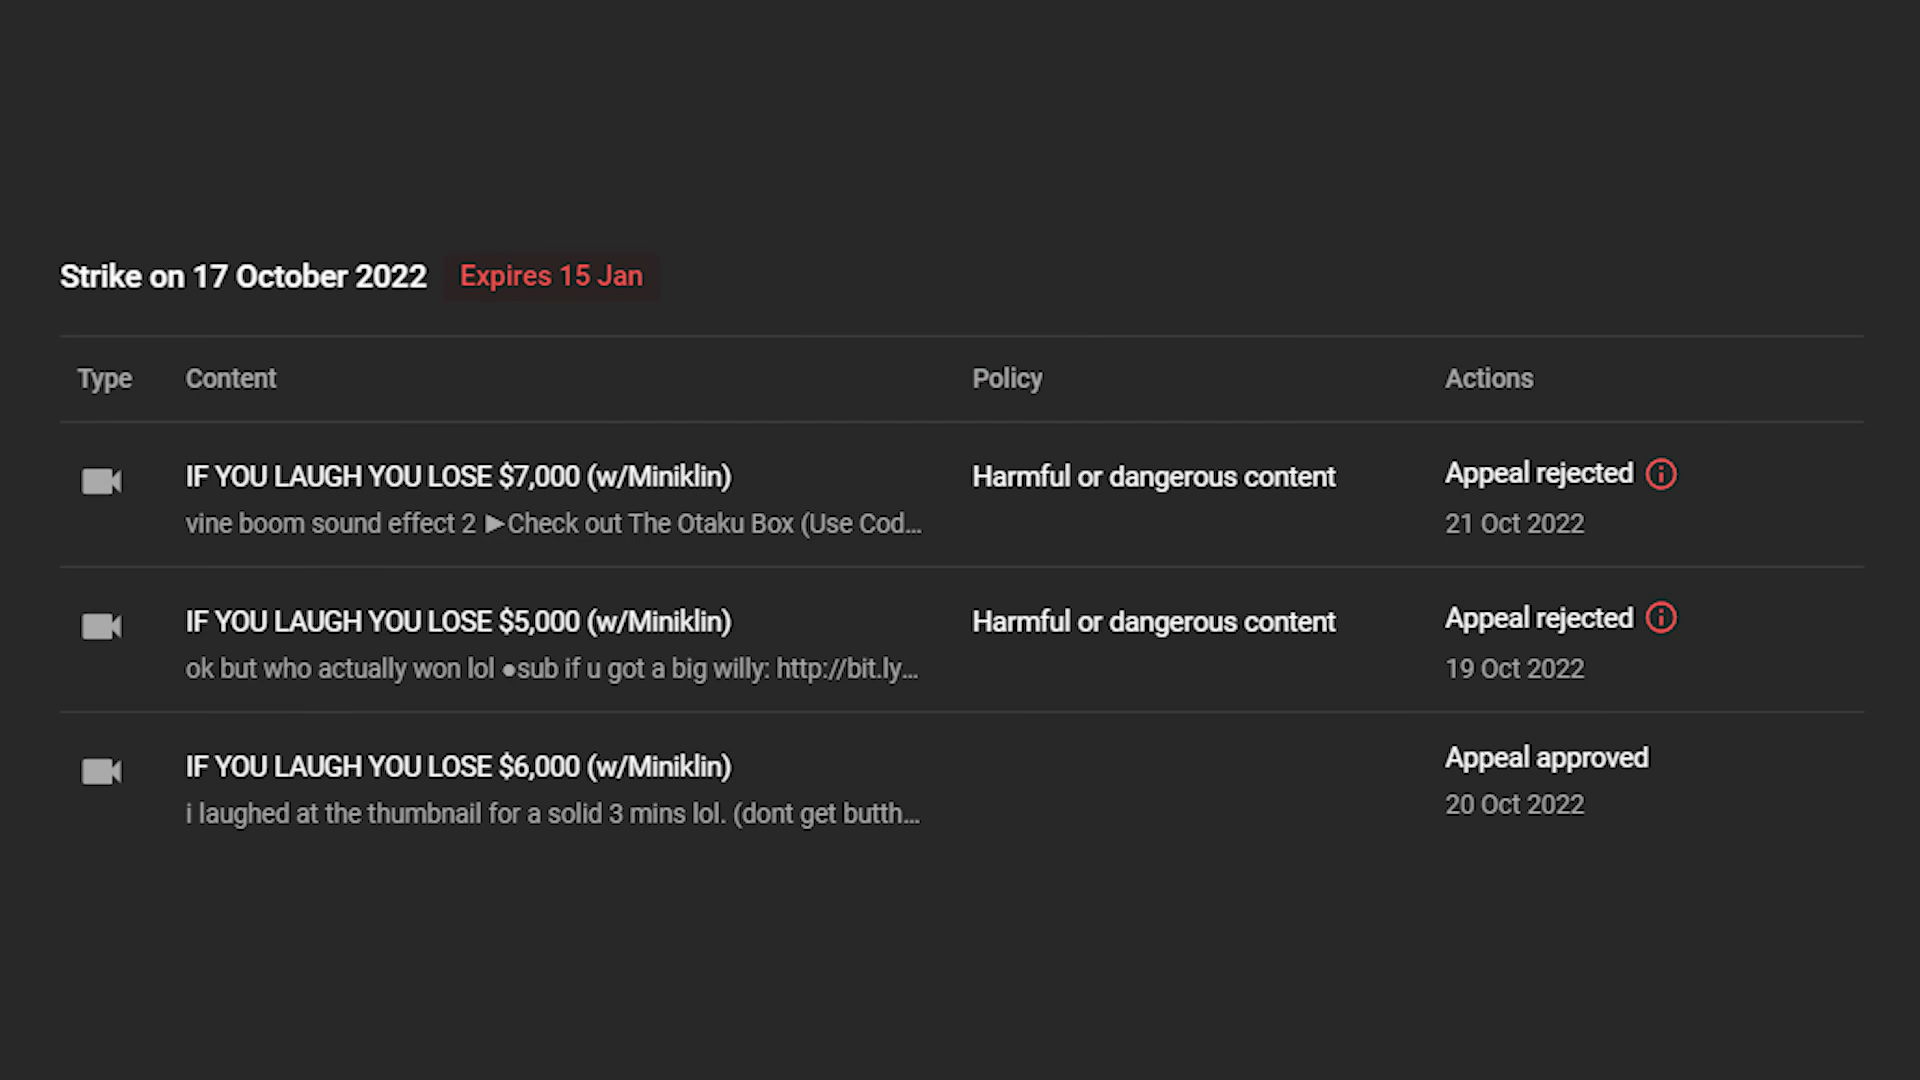 Strike on 17 October 2022 Expires 15 Jan
Type Content Policy Actions
IF YOU LAUGH YOU LOSE $7,000 (w/Miniklin) Harmful or dangerous content Appeal rejected
vine boom sound effect 2 ►Check out The Otaku Box (Use Cod... 21 Oct 2022
IF YOU LAUGH YOU LOSE $5,000 (w/Miniklin) Harmful or dangerous content Appeal rejected
ok but who actually won lol ●sub if u got a big willy: http://bit.ly... 19 Oct 2022
IF YOU LAUGH YOU LOSE $6,000 (w/Miniklin) Appeal approved
i laughed at the thumbnail for a solid 3 mins lol. (dont get butth... 20 Oct 2022